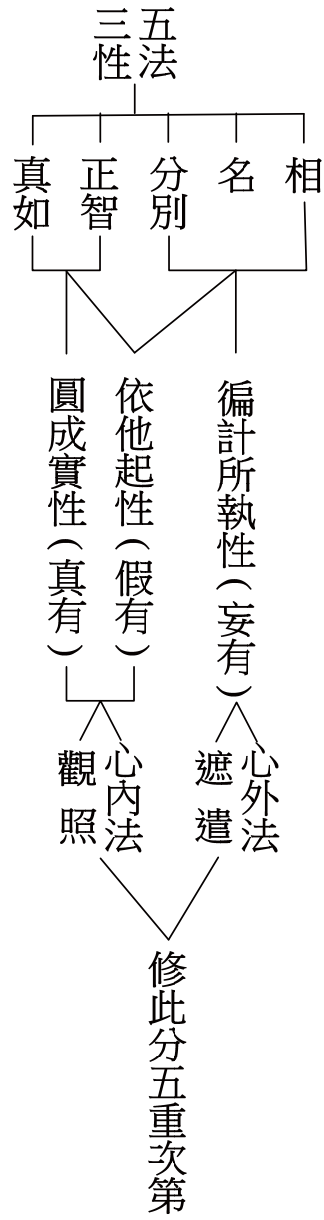 五法
三性
相
名
分別
正智
真如
徧計所執性(妄有)
依他起性(假有)
圓成實性(真有)
心外法
遮遣
心內法
觀照
修此分五重次第